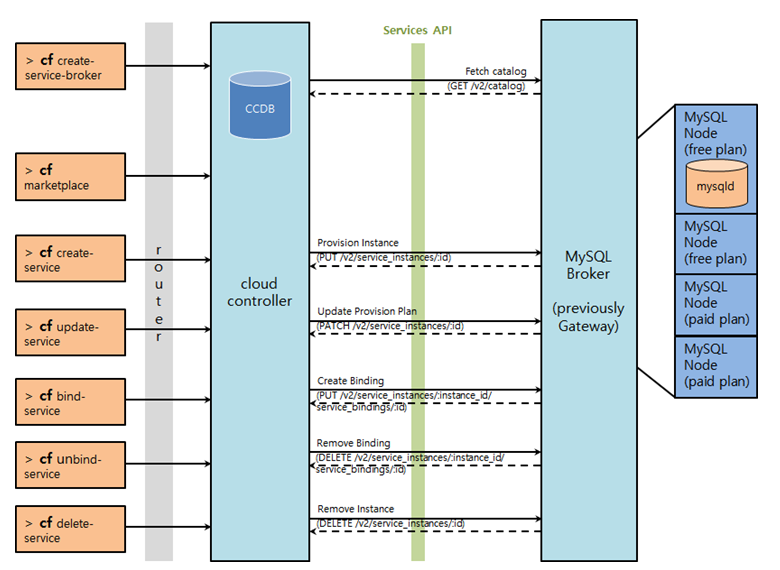 Services API
> cf create-
service-broker
Fetch catalog
(GET /v2/catalog)
CCDB
MySQL
Node
(free plan)
mysqld
> cf
marketplace
r
o
u
t
e
r
> cf create-
service
Provision Instance
(PUT /v2/service_instances/:id)
cloud
controller
MySQL
Broker
(previously
Gateway)
MySQL
Node
(free plan)
MySQL
Node
(paid plan)
MySQL
Node
(paid plan)
> cf update-
service
Update Provision Plan
(PATCH /v2/service_instances/:id)
> cf bind-
service
Create Binding
(PUT /v2/service_instances/:instance_id/
service_bindings/:id)
> cf unbind-
service
Remove Binding
(DELETE /v2/service_instances/:instance_id/
service_bindings/:id)
> cf delete-
service
Remove Instance
(DELETE /v2/service_instances/:id)